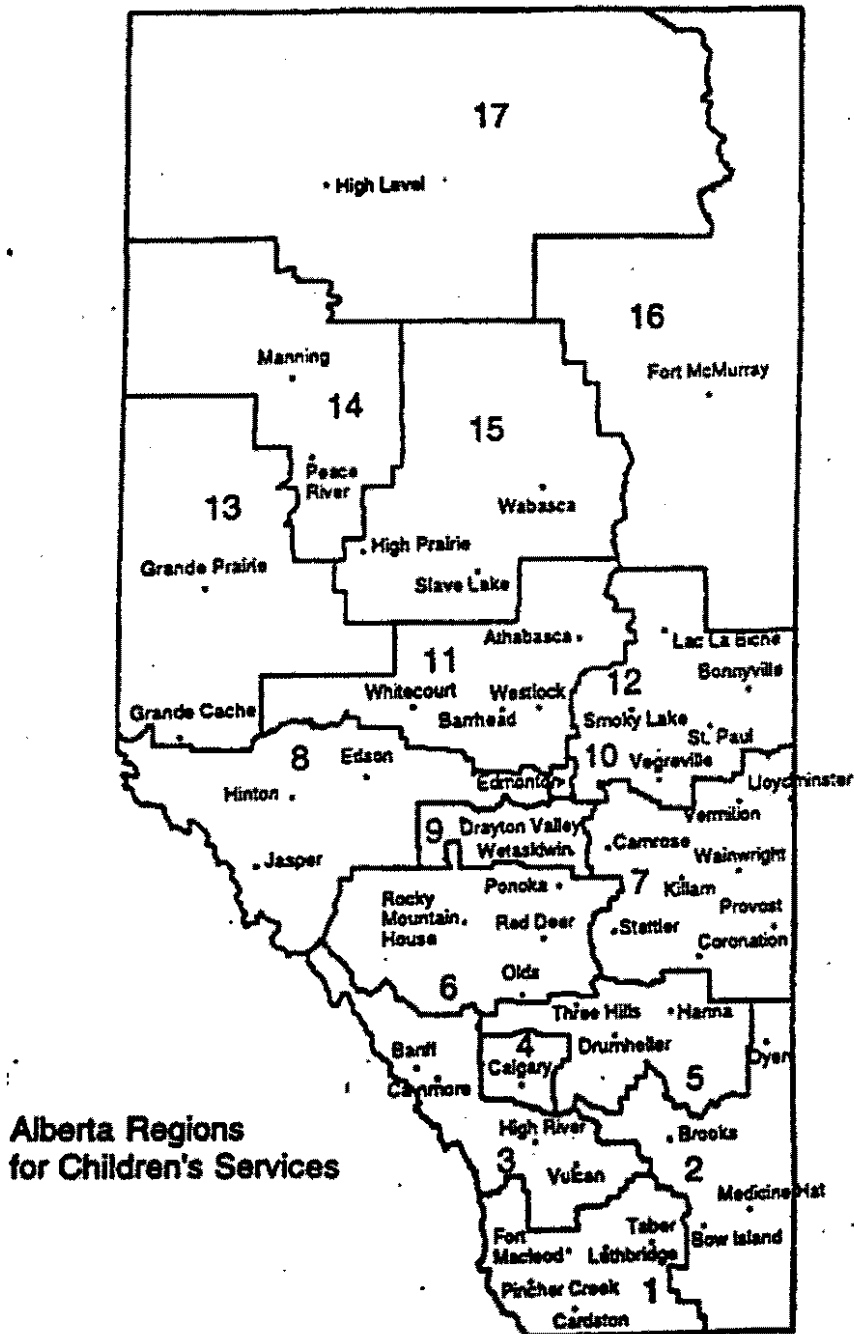 17
High Level
16
Manning
Fort McMurray
14
15
Peace
River
13
Wabasca
High Prairie
Grande Prairie
Slave Lake
Athabasca
Lac La Biche
11
Bonnyville
12
Whitecourt
Westlock
Grande Cache
Barrhead
Smoky Lake
St. Paul
8
Edson
10
Vegreville
Edmonton
Lloydminster
Hinton
Vermilion
9
Drayton Valley
Camrose
Wetaskiwin
Wainwright
Jasper
7
Killam
Ponoka
Rocky
Mountain
House
Provost
Red Deer
Stettler
Coronation
6
Olds
Three Hills
Hanna
4
Drumheller
Oyen
Banff
Calgary
Canmore
5
Alberta Regions
for Children's Services
High River
Brooks
3
Vulcan
2
Medicine Hat
Taber
Bow Island
Fort
Macleod
Lethbridge
Pincher Creek
1
Cardston